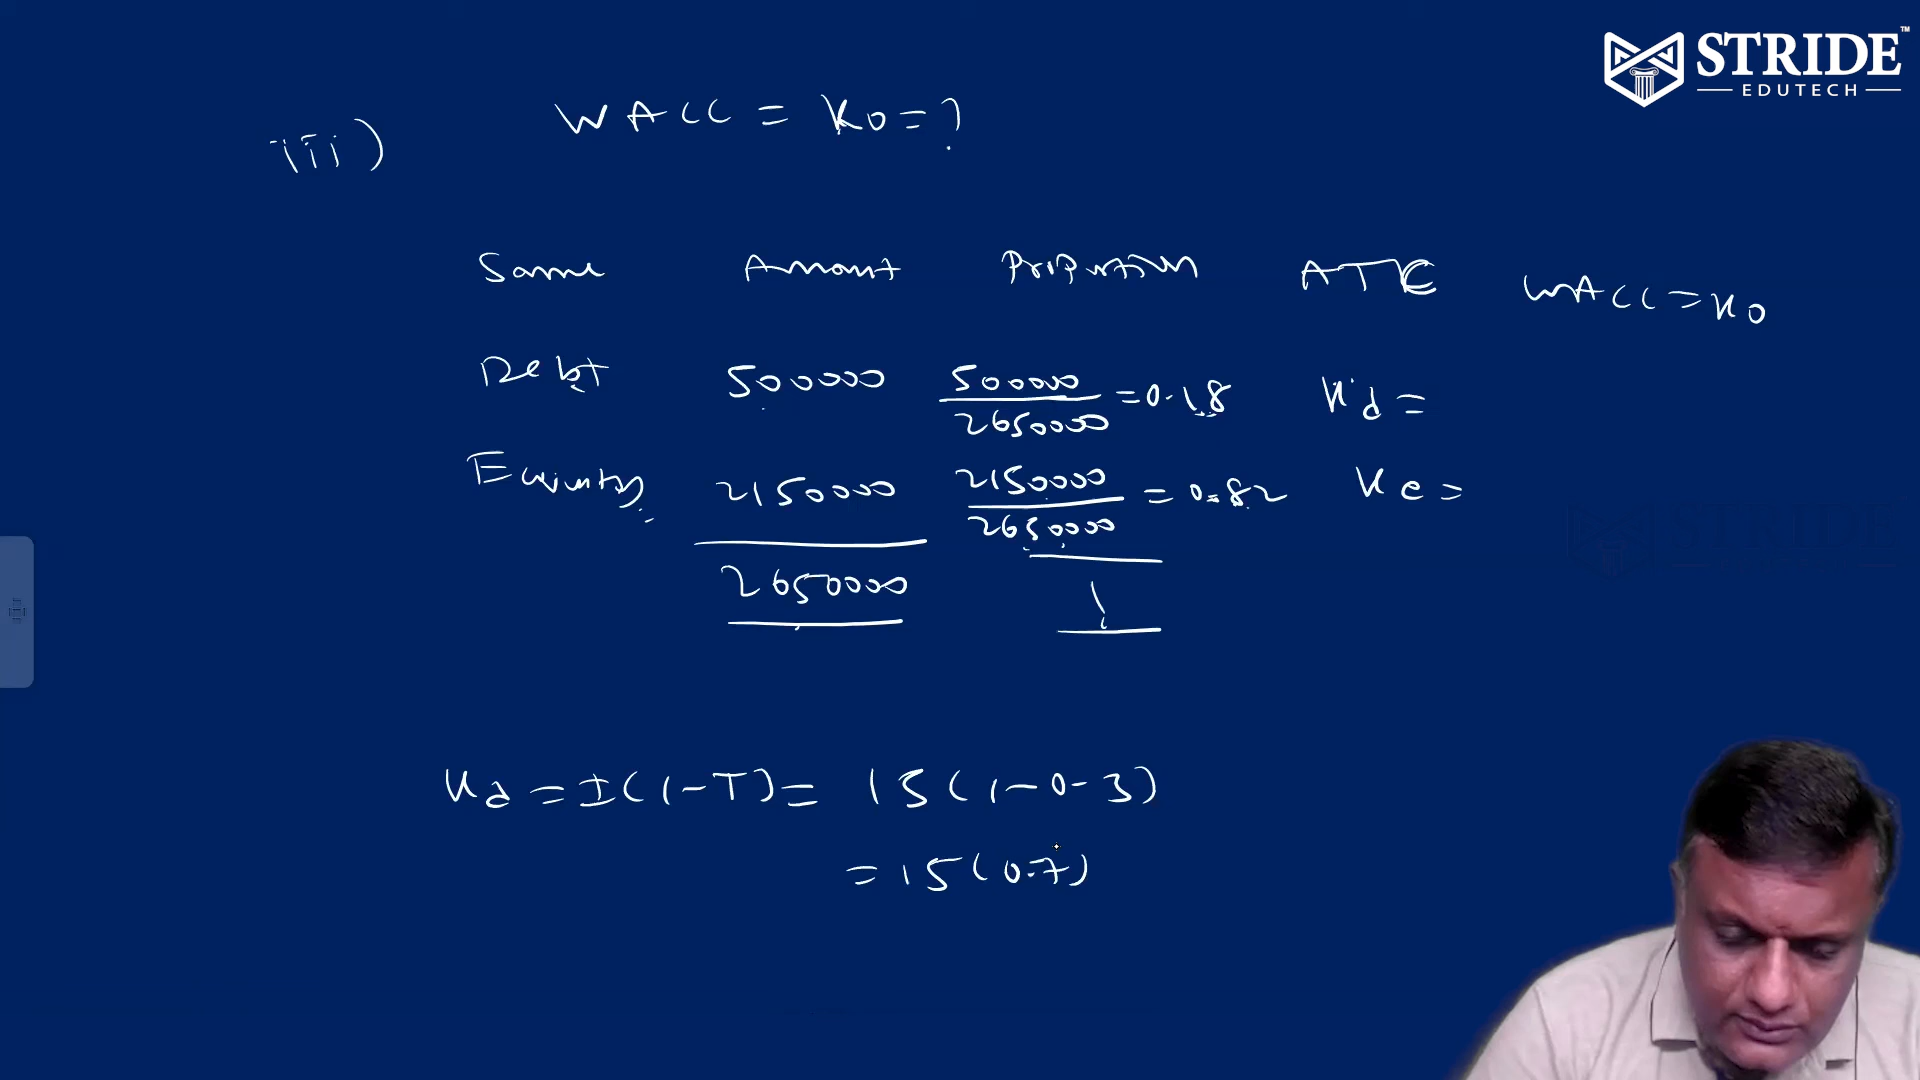 STRIDE™
EDUTECH
iii) WACC = Ko = ?
Source Amount Proportion ATC WACC = Ko
Debt 500000 500000/2650000 = 0.18 Kd =
Equity 2150000 2150000/2650000 = 0.82 Ke =
2650000 1
Kd = I(1-T) = 15(1-0.3)
= 15(0.7)
STRIDE